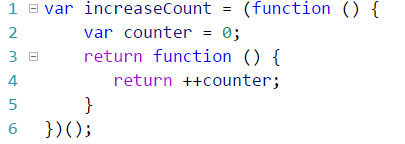 1 var increaseCount = (function () {
2     var counter = 0;
3     return function () {
4        return ++counter;
5     }
6 })();